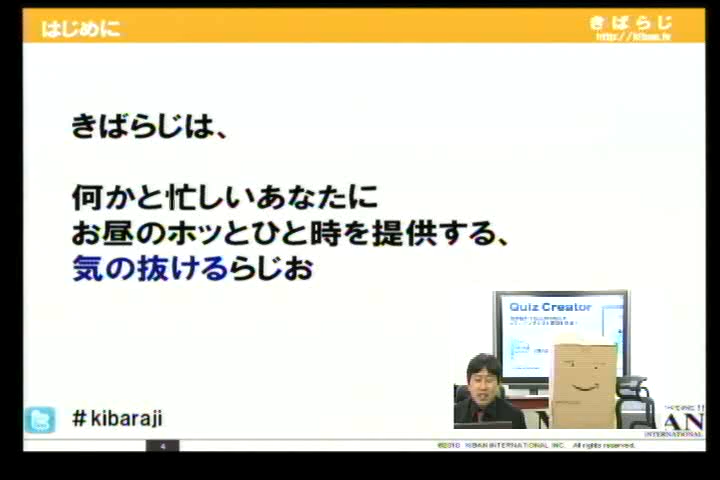 はじめに
きばらじ
http://kiban.tv
きばらじは、
何かと忙しいあなたに
お昼のホッとひと時を提供する、
気の抜けるらじお
Quiz Creator
#kibaraji
INTERNATIONAL
4
©2010 KIBAN INTERNATIONAL INC. All rights reserved.